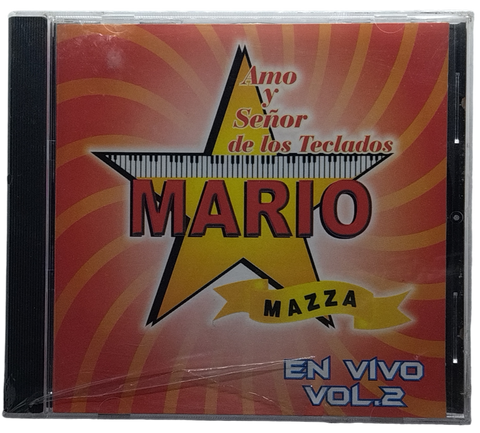 Amo
y
Señor
de los Teclados
MARIO
MAZZA
EN VIVO
VOL.2